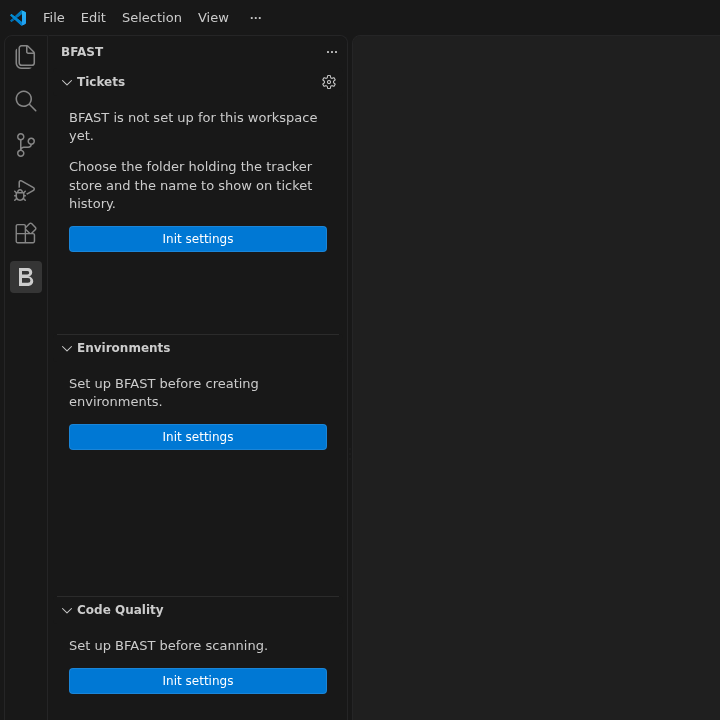 File Edit Selection View ···
BFAST ···
Tickets
BFAST is not set up for this workspace
yet.
Choose the folder holding the tracker
store and the name to show on ticket
history.
Init settings
B
Environments
Set up BFAST before creating
environments.
Init settings
Code Quality
Set up BFAST before scanning.
Init settings